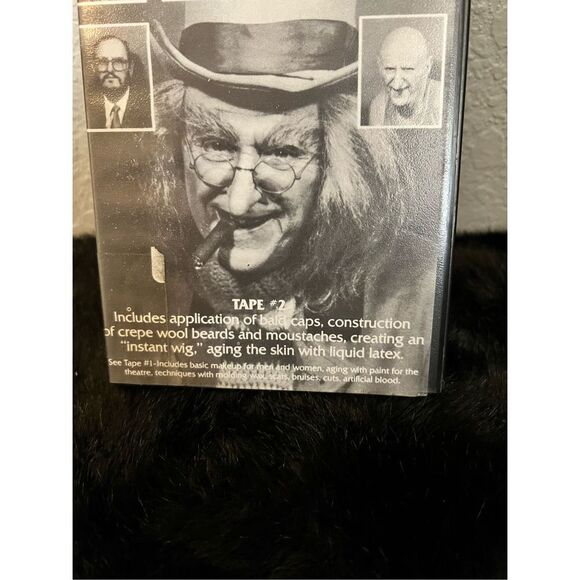 TAPE #2
Includes application of bald caps, construction
of crepe wool beards and moustaches, creating an
"instant wig," aging the skin with liquid latex.
See Tape #1-Includes basic makeup for men and women, aging with paint for the
theatre, techniques with molding wax, scars, bruises, cuts, artificial blood.